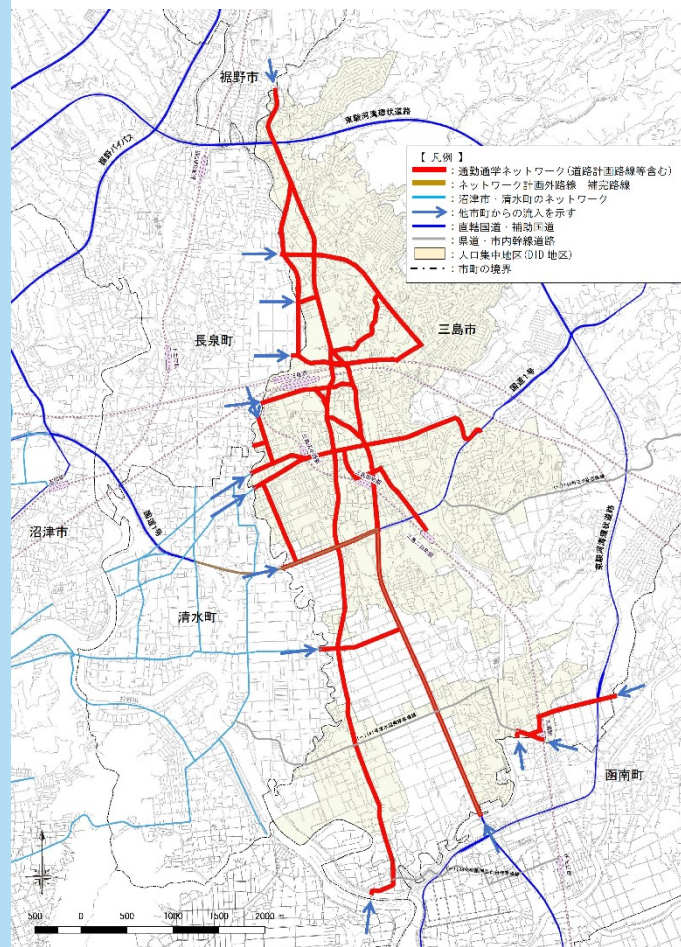 裾野市
東駿河湾環状道路
裾野バイパス
【 凡例 】
：通勤通学ネットワーク(道路計画路線等含む)
：ネットワーク計画外路線 補完路線
：沼津市・清水町のネットワーク
：他市町からの流入を示す
：直轄国道・補助国道
：県道・市内幹線道路
：人口集中地区(DID 地区)
：市町の境界
長泉町
三島市
国道1号
沼津市
国道1号
東駿河湾環状道路
清水町
函南町
500 0 500 1000 1500 2000 m